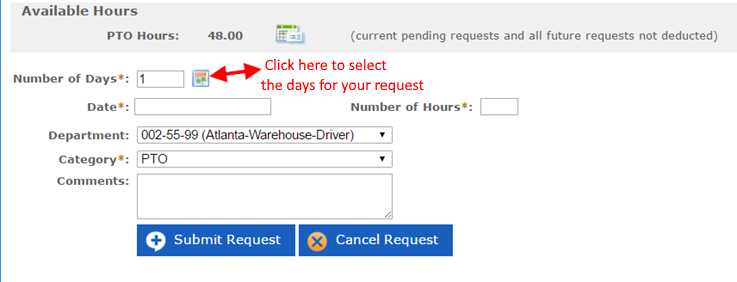 Available Hours
PTO Hours: 48.00 (current pending requests and all future requests not deducted)
Number of Days*: 1 Click here to select
the days for your request
Date*: Number of Hours*:
Department: 002-55-99 (Atlanta-Warehouse-Driver)
Category*: PTO
Comments:
Submit Request Cancel Request